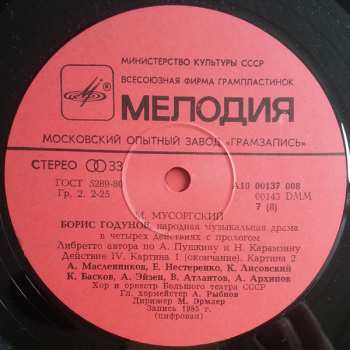 МИНИСТЕРСТВО КУЛЬТУРЫ СССР
ВСЕСОЮЗНАЯ ФИРМА ГРАМПЛАСТИНОК
МЕЛОДИЯ
МОСКОВСКИЙ ОПЫТНЫЙ ЗАВОД «ГРАМЗАПИСЬ»
СТЕРЕО 33
ГОСТ 5289-80
Гр. 2. 2-25
А10 00137 008
00143 DMM
7 (8)
М. МУСОРГСКИЙ
БОРИС ГОДУНОВ, народная музыкальная драма
в четырех действиях с прологом
Либретто автора по А. Пушкину и Н. Карамзину
Действие IV. Картина 1 (окончание). Картина 2
А. Масленников, Е. Нестеренко, К. Лисовский
К. Басков, А. Эйзен, В. Атлантов, А. Архипов
Хор и оркестр Большого театра СССР
Гл. хормейстер А. Рыбнов
Дирижер М. Эрмлер
Запись 1985 г.
(цифровая)